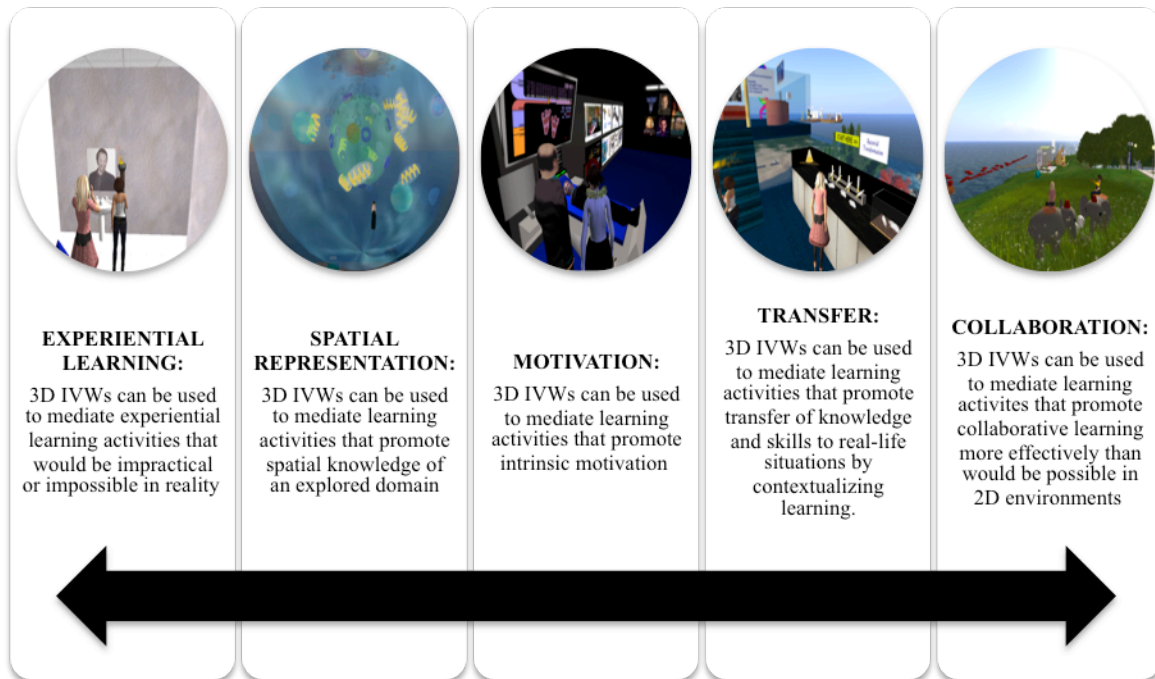 EXPERIENTIAL
LEARNING:
3D IVWs can be used
to mediate experiential
learning activities that
would be impractical
or impossible in reality
SPATIAL
REPRESENTATION:
3D IVWs can be used
to mediate learning
activities that promote
spatial knowledge of
an explored domain
MOTIVATION:
3D IVWs can be used
to mediate learning
activities that promote
intrinsic motivation
TRANSFER:
3D IVWs can be used
to mediate learning
activities that promote
transfer of knowledge
and skills to real-life
situations by
contextualizing
learning.
COLLABORATION:
3D IVWs can be used
to mediate learning
activites that promote
collaborative learning
more effectively than
would be possible in
2D environments